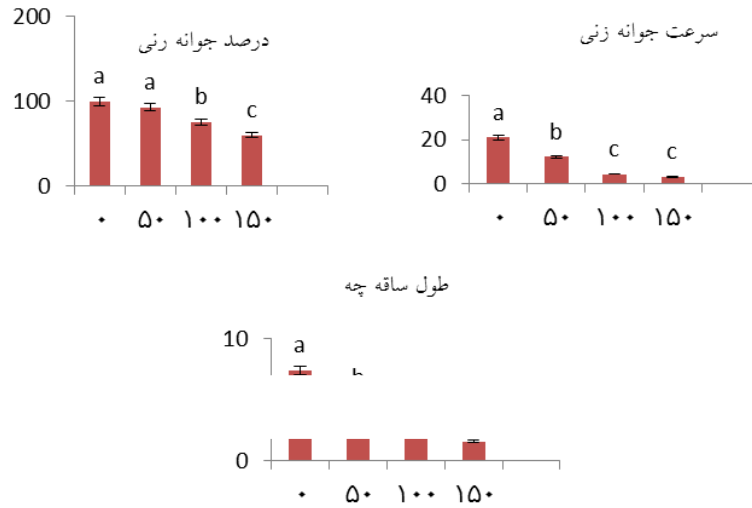 درصد جوانه رنی
200
a a b c
100
0
۰ ۵۰ ۱۰۰ ۱۵۰
سرعت جوانه زنی
40
a
b
20
c c
0
۰ ۵۰ ۱۰۰ ۱۵۰
طول ساقه چه
10
a
0
۰ ۵۰ ۱۰۰ ۱۵۰